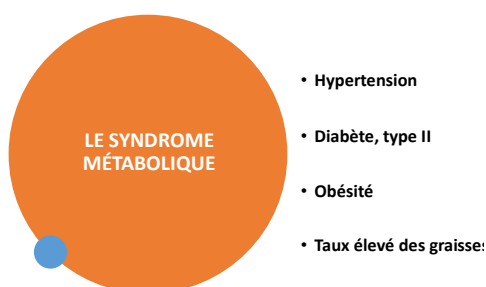 LE SYNDROME
MÉTABOLIQUE
• Hypertension
• Diabète, type II
• Obésité
• Taux élevé des graisses